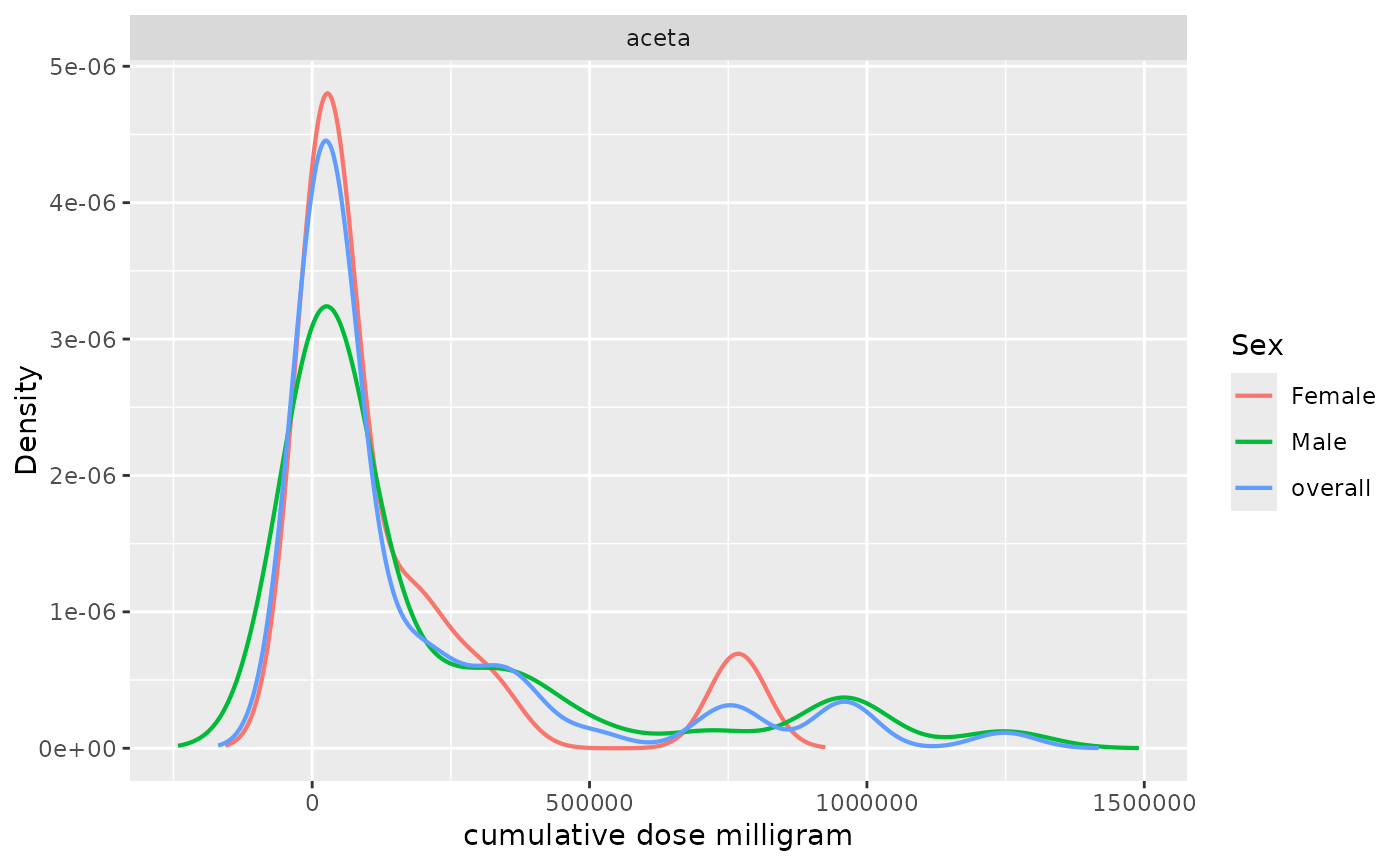 aceta
5e-06
4e-06
3e-06
2e-06
1e-06
0e+00
Density
0 500000 1000000 1500000
cumulative dose milligram
Sex
Female
Male
overall